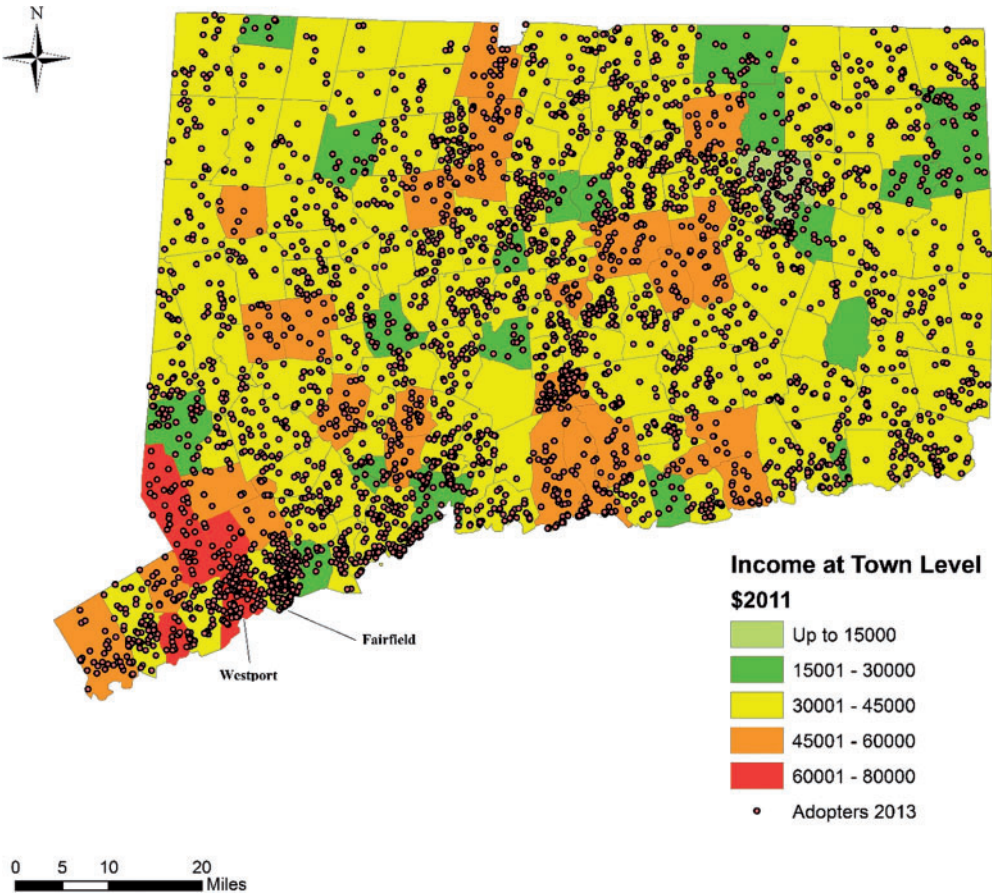 N
Fairfield
Westport
Income at Town Level
$2011
Up to 15000
15001 - 30000
30001 - 45000
45001 - 60000
60001 - 80000
Adopters 2013
0 5 10 20
Miles